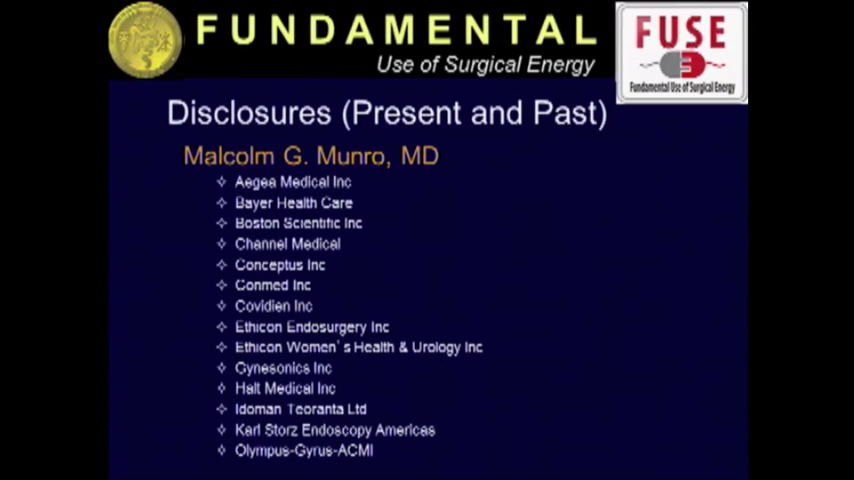 FUNDAMENTAL
Use of Surgical Energy
FUSE
Fundamental Use of Surgical Energy
Disclosures (Present and Past)
Malcolm G. Munro, MD
Aegea Medical Inc
Bayer Health Care
Boston Scientific Inc
Channel Medical
Conceptus Inc
Conmed Inc
Covidien Inc
Ethicon Endosurgery Inc
Ethicon Women's Health & Urology Inc
Gynesonics Inc
Halt Medical Inc
Idoman Teoranta Ltd
Karl Storz Endoscopy Americas
Olympus-Gyrus-ACMI